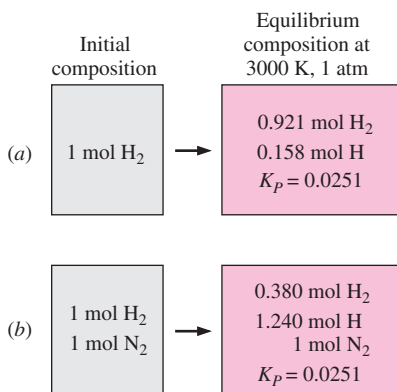 Initial
composition
Equilibrium
composition at
3000 K, 1 atm
(a)
1 mol H₂
0.921 mol H₂
0.158 mol H
K_P = 0.0251
(b)
1 mol H₂
1 mol N₂
0.380 mol H₂
1.240 mol H
1 mol N₂
K_P = 0.0251